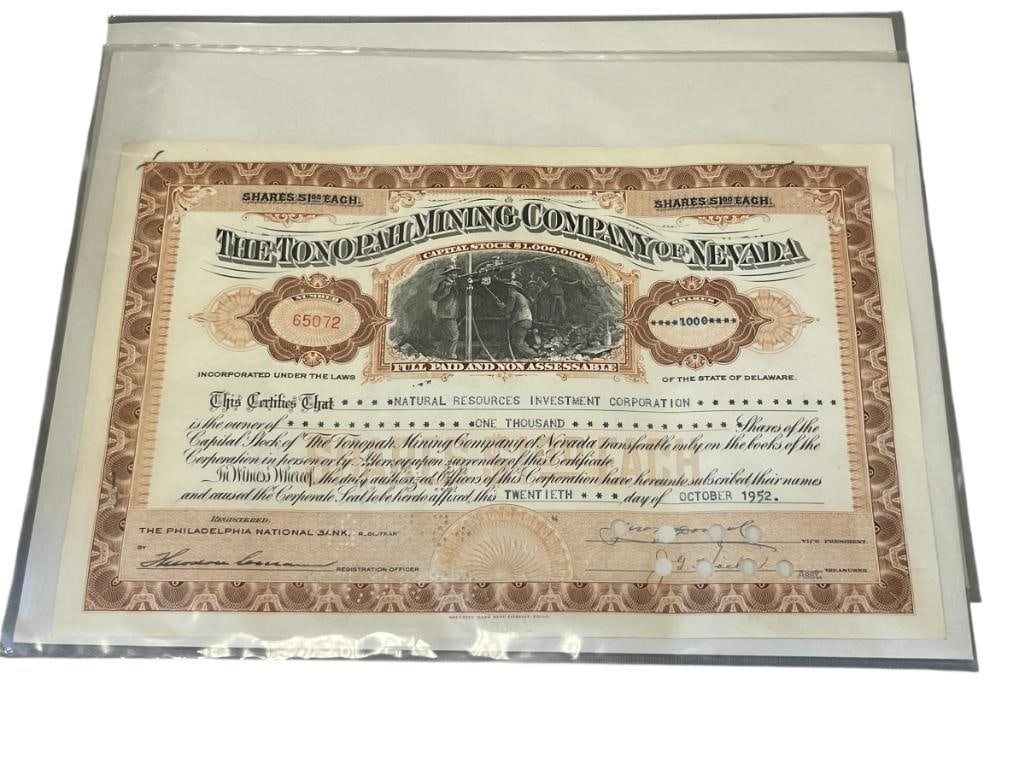 SHARES $1.00 EACH. SHARES $1.00 EACH.
THE TONOPAH MINING COMPANY OF NEVADA
CAPITAL STOCK $1,000,000.
NUMBER SHARES
65072 ****1000****
FULL PAID AND NON ASSESSABLE
INCORPORATED UNDER THE LAWS OF THE STATE OF DELAWARE.
This Certifies That * * * *NATURAL RESOURCES INVESTMENT CORPORATION * * * * * * * * * *
is the owner of * * * * * * * * * * * * * *ONE THOUSAND * * * * * * * * * * * * Shares of the
Capital Stock of The Tonopah Mining Company of Nevada transferable only on the books of the
Corporation in person or by Attorney upon surrender of this Certificate.
In Witness Whereof, the duly authorized Officers of this Corporation have hereunto subscribed their names
and caused the Corporate Seal to be hereto affixed, this TWENTIETH * * * day of OCTOBER 1952.
REGISTERED:
THE PHILADELPHIA NATIONAL BANK, REGISTRAR
VICE PRESIDENT
BY REGISTRATION OFFICER
Asst. TREASURER
SECURITY BANK NOTE COMPANY